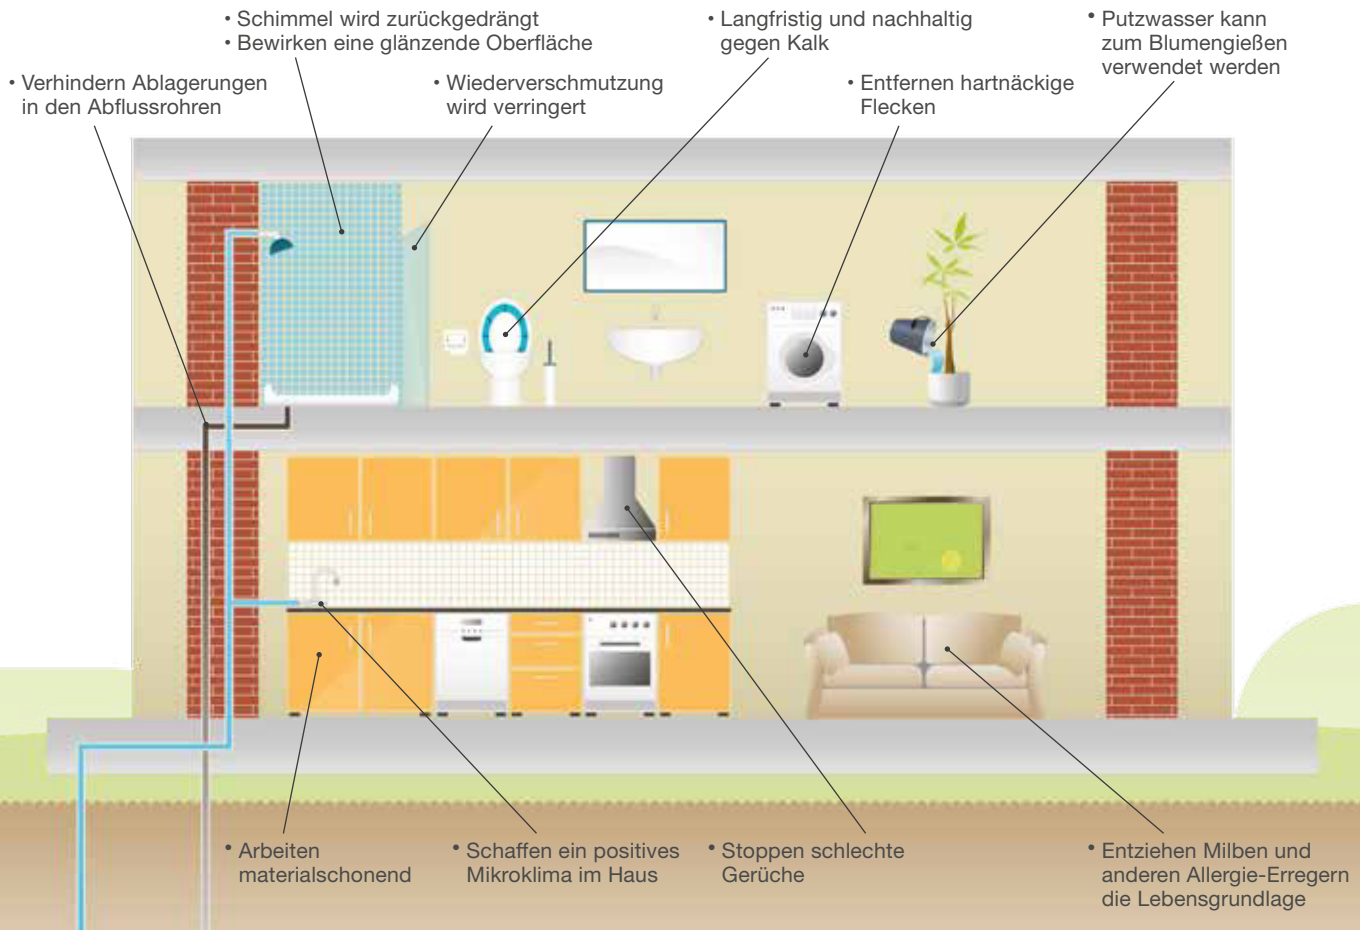 • Schimmel wird zurückgedrängt
• Bewirken eine glänzende Oberfläche
• Langfristig und nachhaltig
gegen Kalk
• Putzwasser kann
zum Blumengießen
verwendet werden
• Verhindern Ablagerungen
in den Abflussrohren
• Wiederverschmutzung
wird verringert
• Entfernen hartnäckige
Flecken
• Arbeiten
materialschonend
• Schaffen ein positives
Mikroklima im Haus
• Stoppen schlechte
Gerüche
• Entziehen Milben und
anderen Allergie-Erregern
die Lebensgrundlage